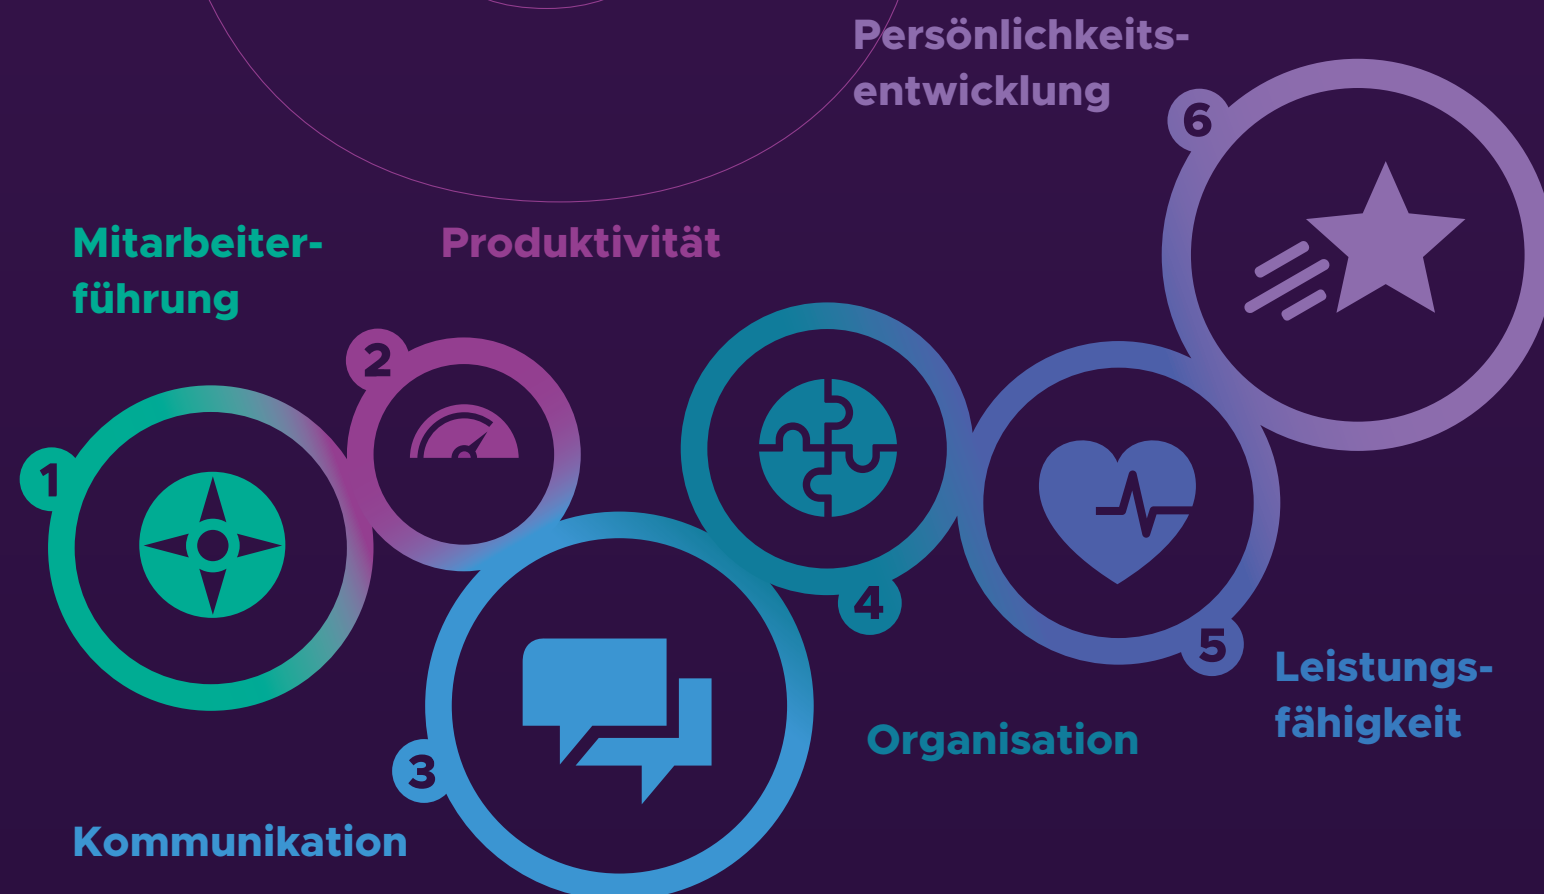 Persönlichkeits-
entwicklung
6
Mitarbeiter-
führung
Produktivität
2
1
4
5
Leistungs-
fähigkeit
Organisation
3
Kommunikation